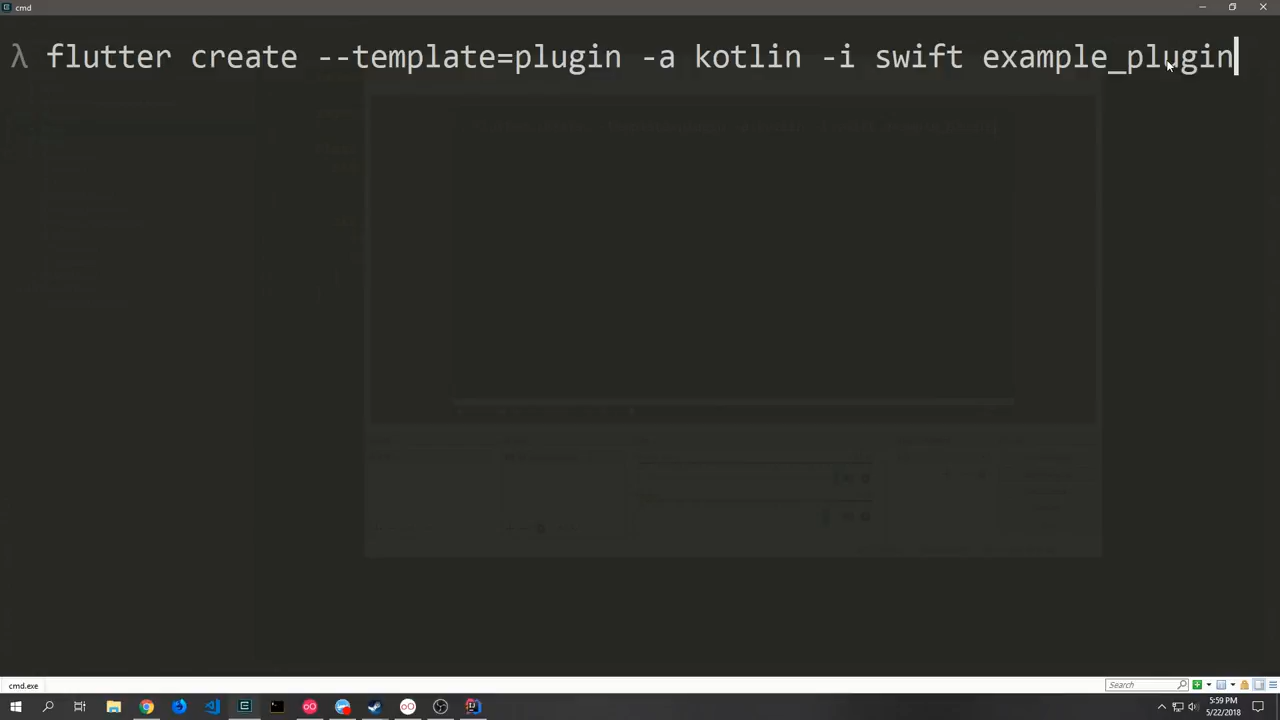 cmd
λ flutter create --template=plugin -a kotlin -i swift example_plugin
cmd.exe
Search
5:59 PM
5/22/2018